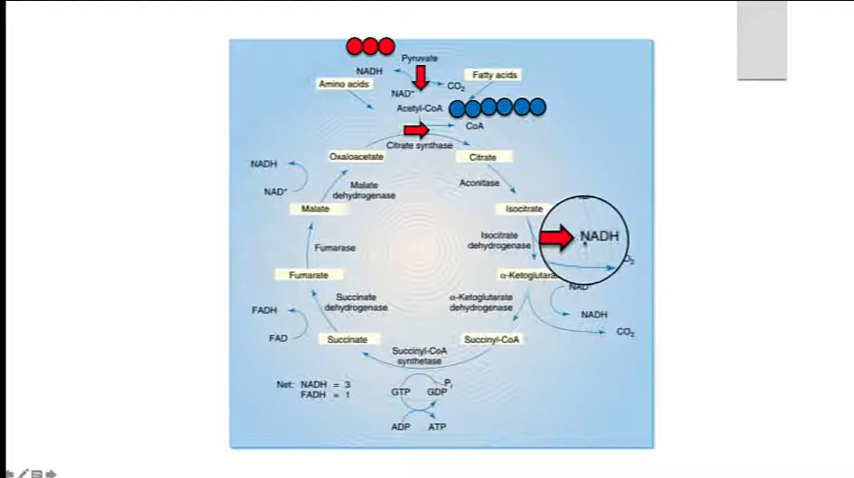 Pyruvate
NADH
Fatty acids
Amino acids
CO2
NAD+
Acetyl-CoA
CoA
Citrate synthase
Oxaloacetate
Citrate
NADH
Aconitase
NAD+
Malate
dehydrogenase
Malate
Isocitrate
Isocitrate
dehydrogenase
NADH
Fumarase
O2
Fumarate
α-Ketoglutara
NAD
Succinate
dehydrogenase
α-Ketoglutarate
dehydrogenase
FADH
NADH
CO2
FAD
Succinate
Succinyl-CoA
Succinyl-CoA
synthetase
Net: NADH = 3
FADH = 1
Pi
GTP
GDP
ADP
ATP